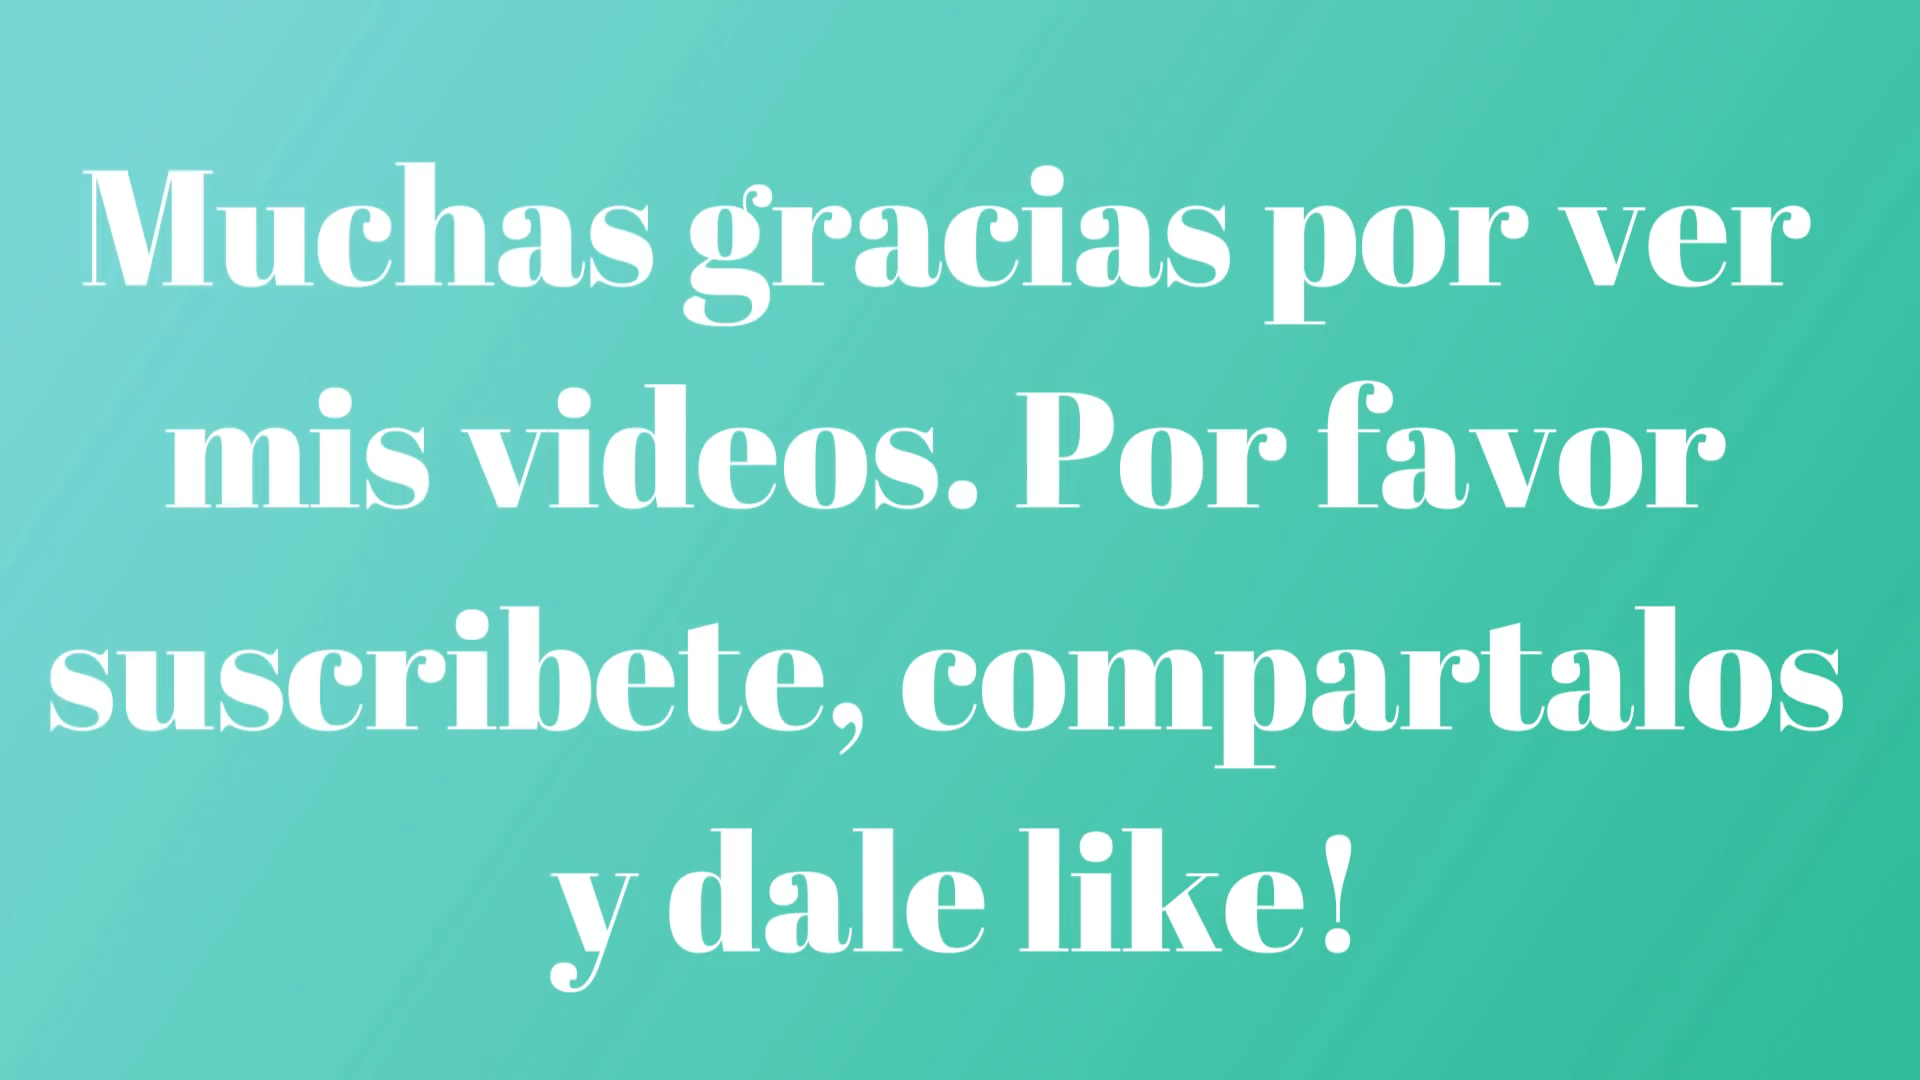 Muchas gracias por ver
mis videos. Por favor
suscribete, compartalos
y dale like!